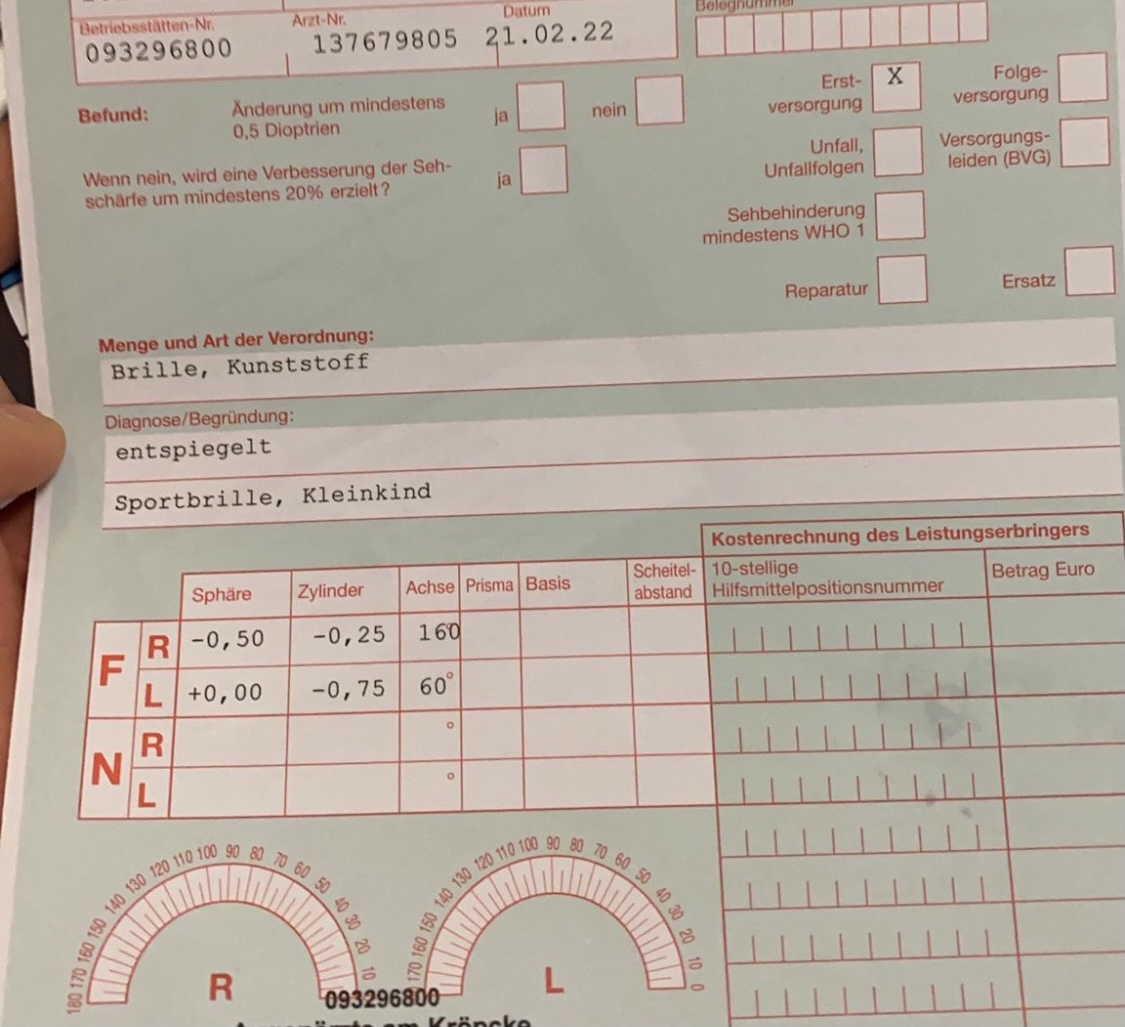 Betriebsstätten-Nr. Arzt-Nr. Datum Belegnummer
093296800 137679805 21.02.22
Befund: Änderung um mindestens ja nein Erst- X Folge-
0,5 Dioptrien versorgung versorgung
Wenn nein, wird eine Verbesserung der Seh- ja Unfall, Versorgungs-
schärfe um mindestens 20% erzielt? Unfallfolgen leiden (BVG)
Sehbehinderung
mindestens WHO 1
Reparatur Ersatz
Menge und Art der Verordnung:
Brille, Kunststoff
Diagnose/Begründung:
entspiegelt
Sportbrille, Kleinkind
Kostenrechnung des Leistungserbringers
Sphäre Zylinder Achse Prisma Basis Scheitel- 10-stellige Betrag Euro
abstand Hilfsmittelpositionsnummer
F R -0,50 -0,25 160°
L +0,00 -0,75 60°
N R °
L °
180 170 160 150 140 130 120 110 100 90 80 70 60 50 40 30 20 10
170 160 150 140 130 120 110 100 90 80 70 60 50 40 30 20 10 0
R L
093296800
am Kröpcke